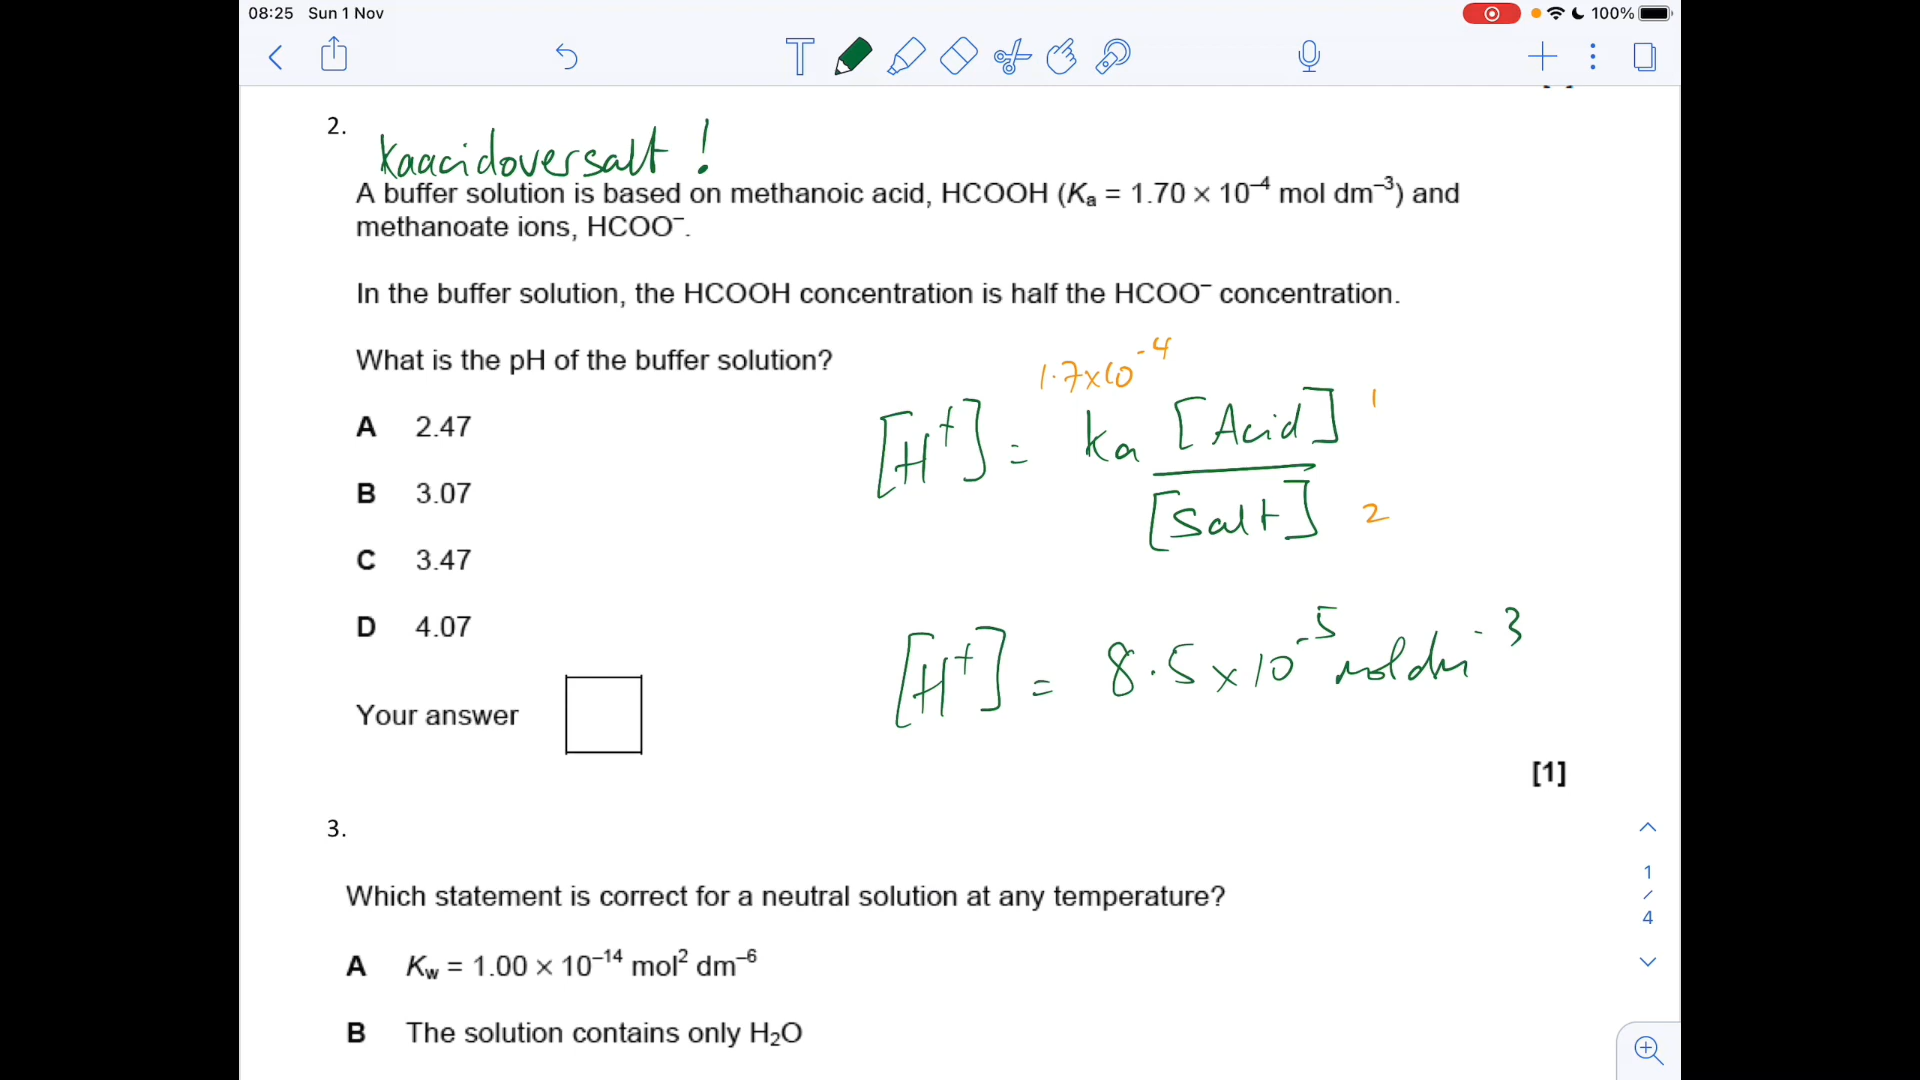 08:25 Sun 1 Nov 100%
T
2.
Kaacidoversalt !
A buffer solution is based on methanoic acid, HCOOH (Kₐ = 1.70 × 10⁻⁴ mol dm⁻³) and
methanoate ions, HCOO⁻.
In the buffer solution, the HCOOH concentration is half the HCOO⁻ concentration.
What is the pH of the buffer solution?
1.7x10⁻⁴
[H⁺] = ka [Acid] 1
[Salt] 2
A 2.47
B 3.07
C 3.47
D 4.07
[H⁺] = 8.5 x 10⁻⁵ moldm⁻³
Your answer
[1]
3.
Which statement is correct for a neutral solution at any temperature?
A K_w = 1.00 × 10⁻¹⁴ mol² dm⁻⁶
B The solution contains only H₂O
1
/
4